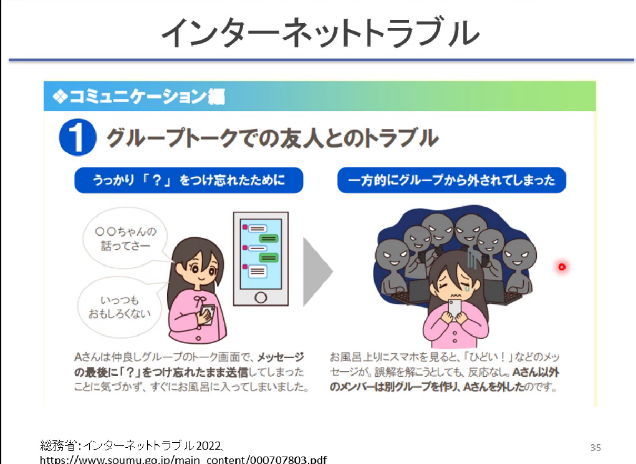 インターネットトラブル
❖コミュニケーション編
1 グループトークでの友人とのトラブル
うっかり「？」をつけ忘れたために
〇〇ちゃんの
話ってさー
いっつも
おもしろくない
Aさんは仲良しグループのトーク画面で、メッセージ
の最後に「？」をつけ忘れたまま送信してしまった
ことに気づかず、すぐにお風呂に入ってしまいました。
一方的にグループから外されてしまった
お風呂上りにスマホを見ると、「ひどい！」などのメッ
セージが。誤解を解こうとしても、反応なし。Aさん以外
のメンバーは別グループを作り、Aさんを外したのです。
総務省：インターネットトラブル2022、
https://www.soumu.go.jp/main_content/000707803.pdf
35